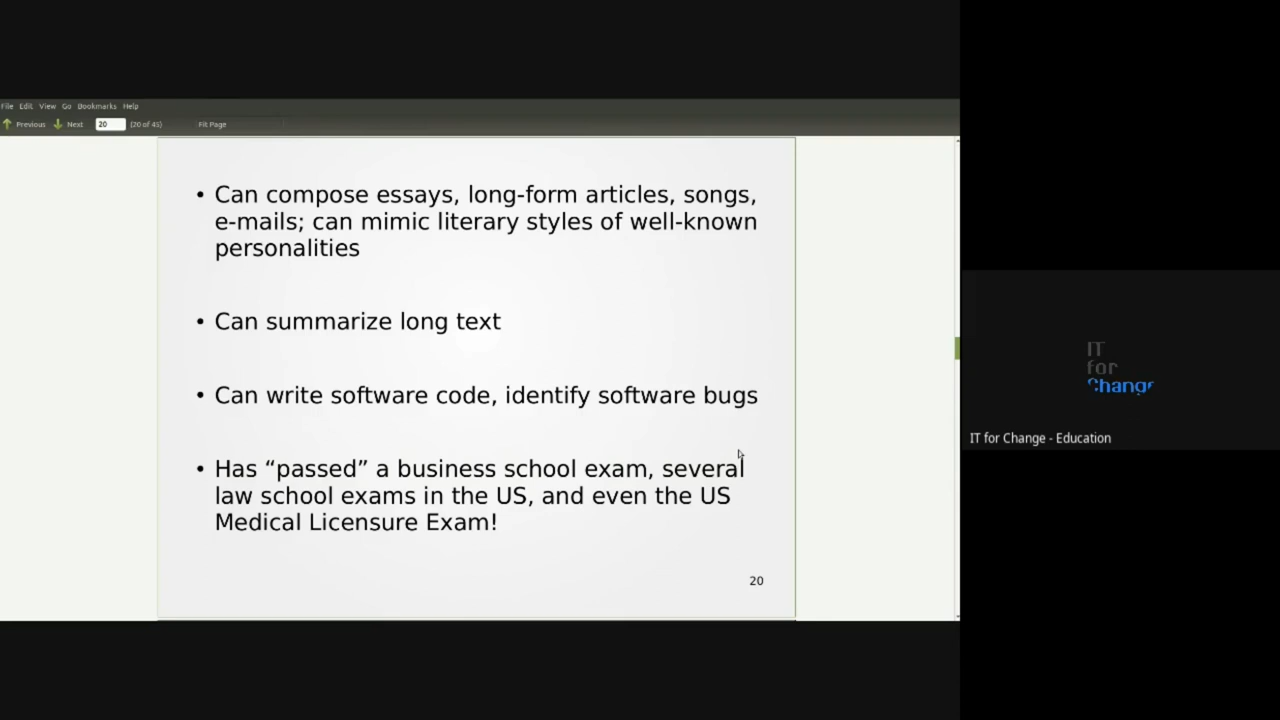 File Edit View Go Bookmarks Help
Previous Next 20 (20 of 45) Fit Page
• Can compose essays, long-form articles, songs,
e-mails; can mimic literary styles of well-known
personalities
• Can summarize long text
• Can write software code, identify software bugs
• Has “passed” a business school exam, several
law school exams in the US, and even the US
Medical Licensure Exam!
20
IT
for
Change
IT for Change - Education